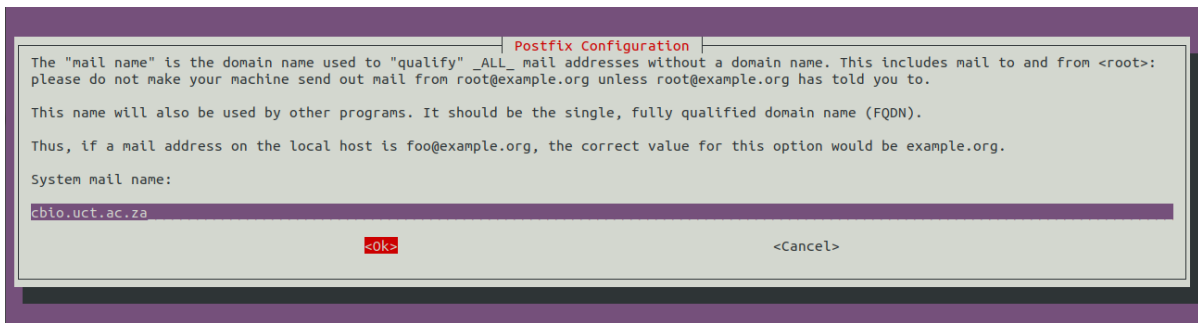 Postfix Configuration
The "mail name" is the domain name used to "qualify" _ALL_ mail addresses without a domain name. This includes mail to and from <root>:
please do not make your machine send out mail from root@example.org unless root@example.org has told you to.
This name will also be used by other programs. It should be the single, fully qualified domain name (FQDN).
Thus, if a mail address on the local host is foo@example.org, the correct value for this option would be example.org.
System mail name:
cbio.uct.ac.za
<Ok> <Cancel>